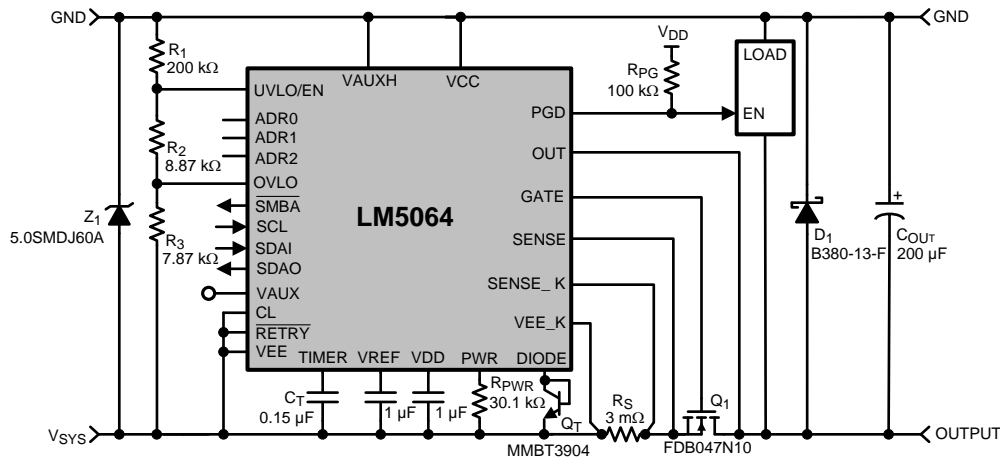 GND
GND
R1
200 kΩ
VAUXH
VCC
VDD
RPG
100 kΩ
LOAD
EN
UVLO/EN
PGD
ADR0
ADR1
ADR2
OUT
R2
8.87 kΩ
OVLO
GATE
SMBA
LM5064
Z1
5.0SMDJ60A
SCL
R3
7.87 kΩ
SDAI
SENSE
D1
B380-13-F
COUT
200 µF
+
SDAO
SENSE_ K
VAUX
CL
VEE_K
RETRY
VEE
TIMER
VREF
VDD
PWR
DIODE
CT
0.15 µF
1 µF
1 µF
RPWR
30.1 kΩ
QT
RS
3 mΩ
Q1
VSYS
OUTPUT
MMBT3904
FDB047N10